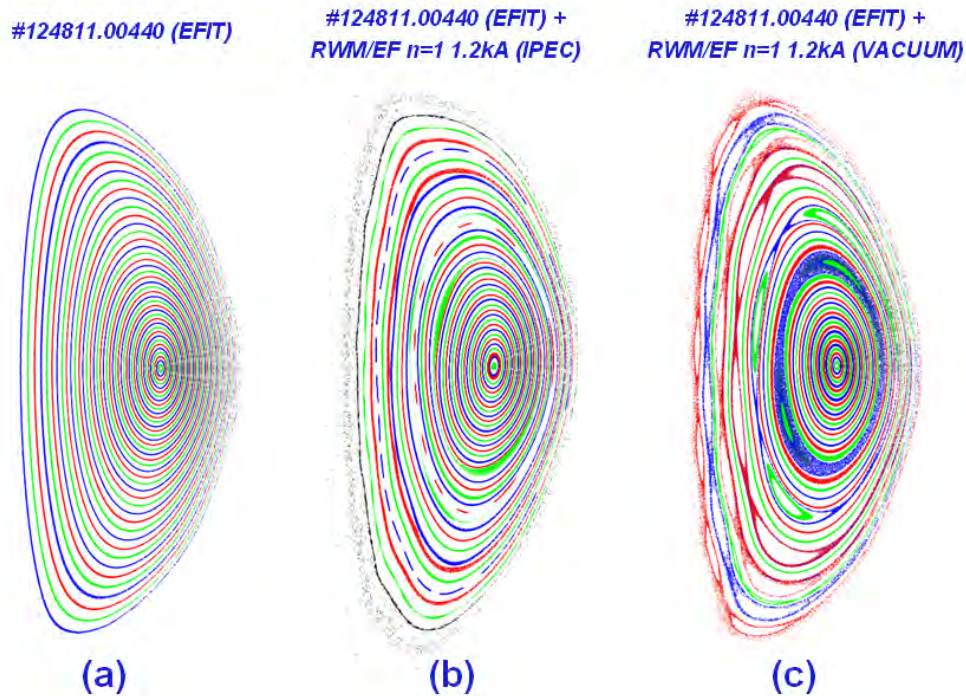 #124811.00440 (EFIT)
#124811.00440 (EFIT) +
RWM/EF n=1 1.2kA (IPEC)
#124811.00440 (EFIT) +
RWM/EF n=1 1.2kA (VACUUM)
(a)
(b)
(c)